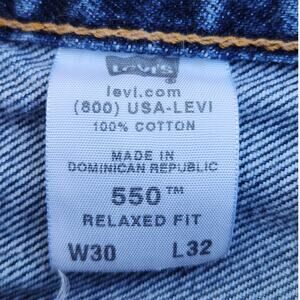 Levi's
levi.com
(800) USA-LEVI
100% COTTON
MADE IN
DOMINICAN REPUBLIC
550™
RELAXED FIT
W30 L32